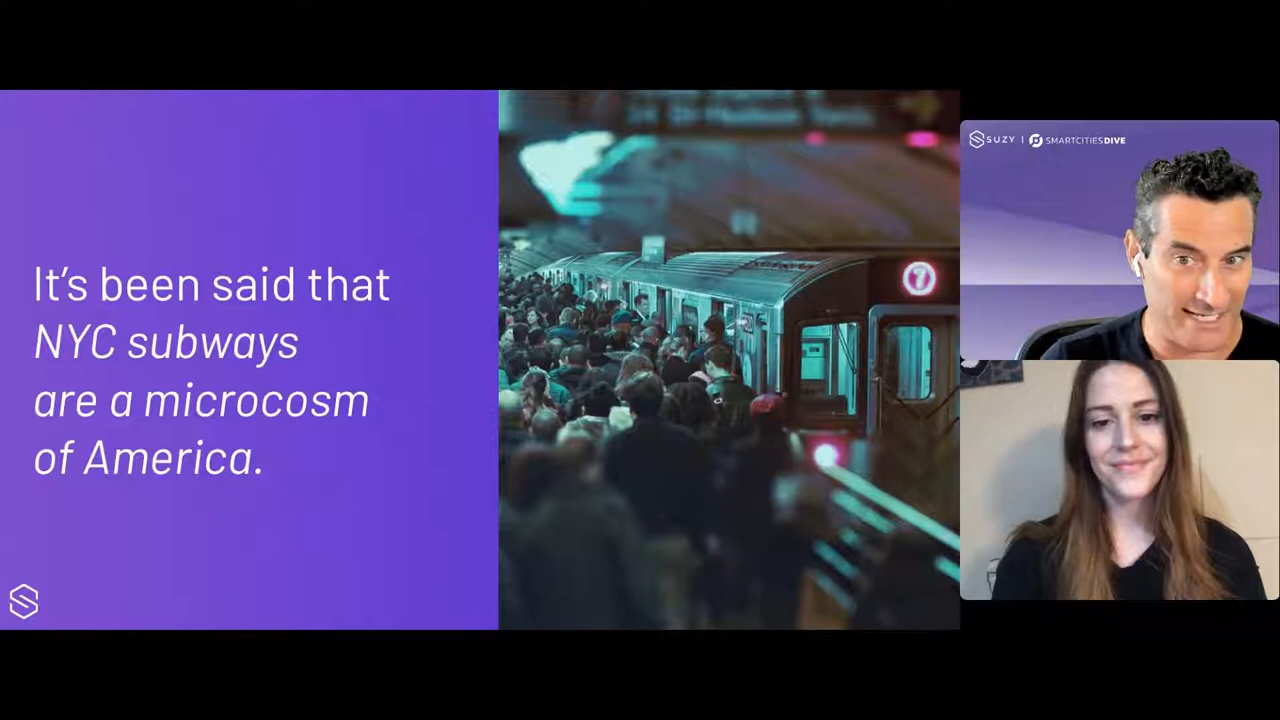 It's been said that
NYC subways
are a microcosm
of America.
7
SUZY | SMARTCITIESDIVE